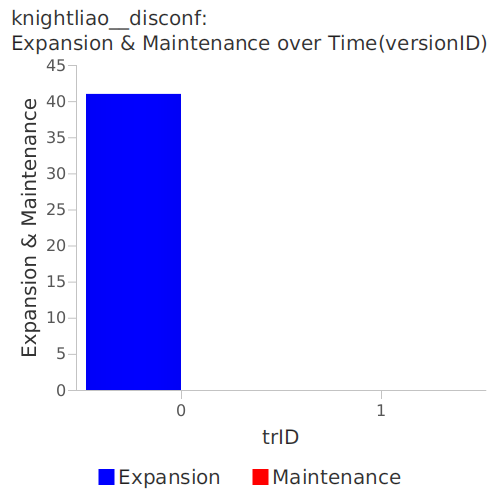 knightliao__disconf:
Expansion & Maintenance over Time(versionID)
Expansion & Maintenance
45
40
35
30
25
20
15
10
5
0
0 1
trID
Expansion Maintenance